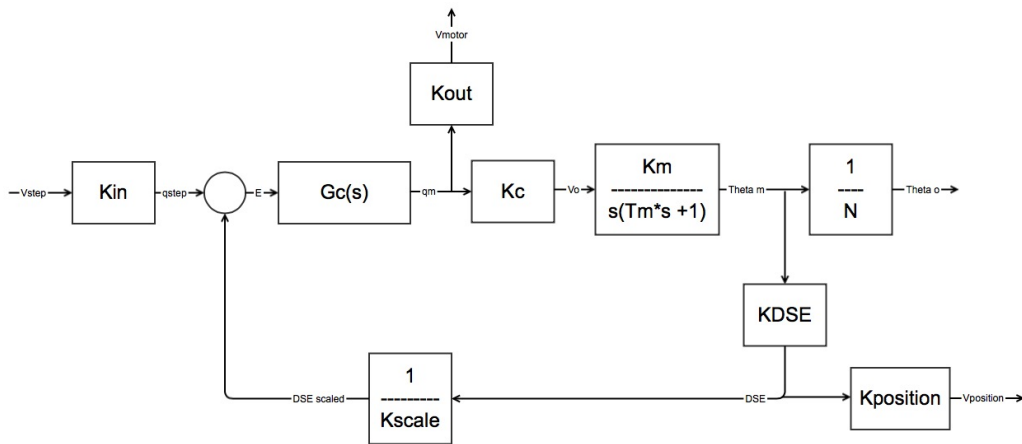 Vmotor
Kout
Vstep
Kin
qstep
E
Gc(s)
qm
Kc
Vo
Km
---------------
s(Tm*s +1)
Theta m
1
----
N
Theta o
KDSE
1
---------
Kscale
DSE scaled
DSE
Kposition
Vposition